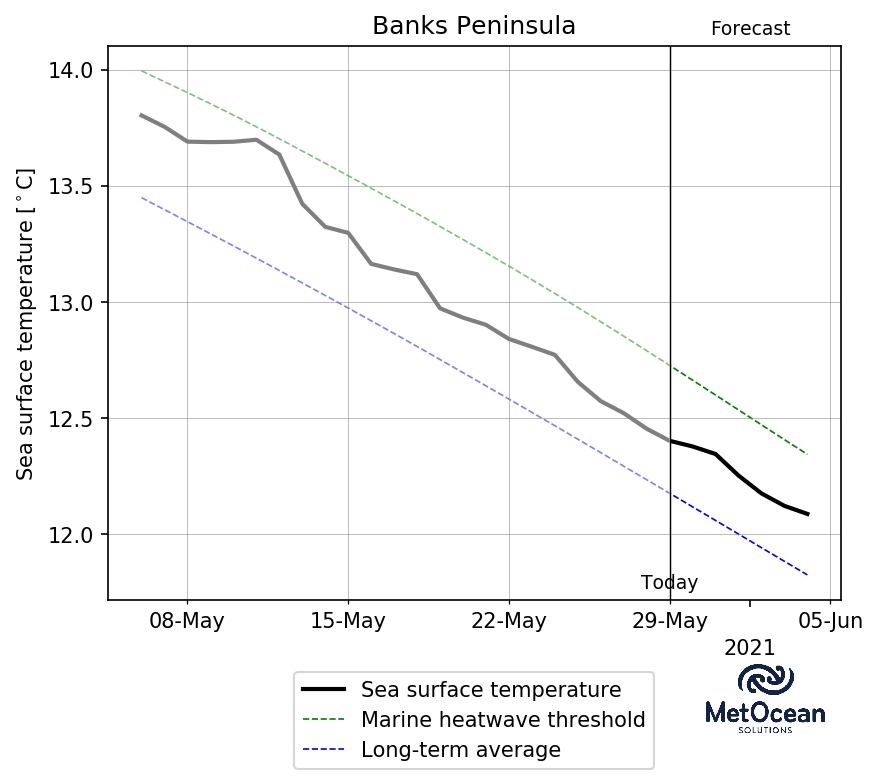 Banks Peninsula
Forecast
Sea surface temperature [°C]
14.0
13.5
13.0
12.5
12.0
Today
08-May
15-May
22-May
29-May
05-Jun
2021
Sea surface temperature
Marine heatwave threshold
Long-term average
MetOcean
SOLUTIONS